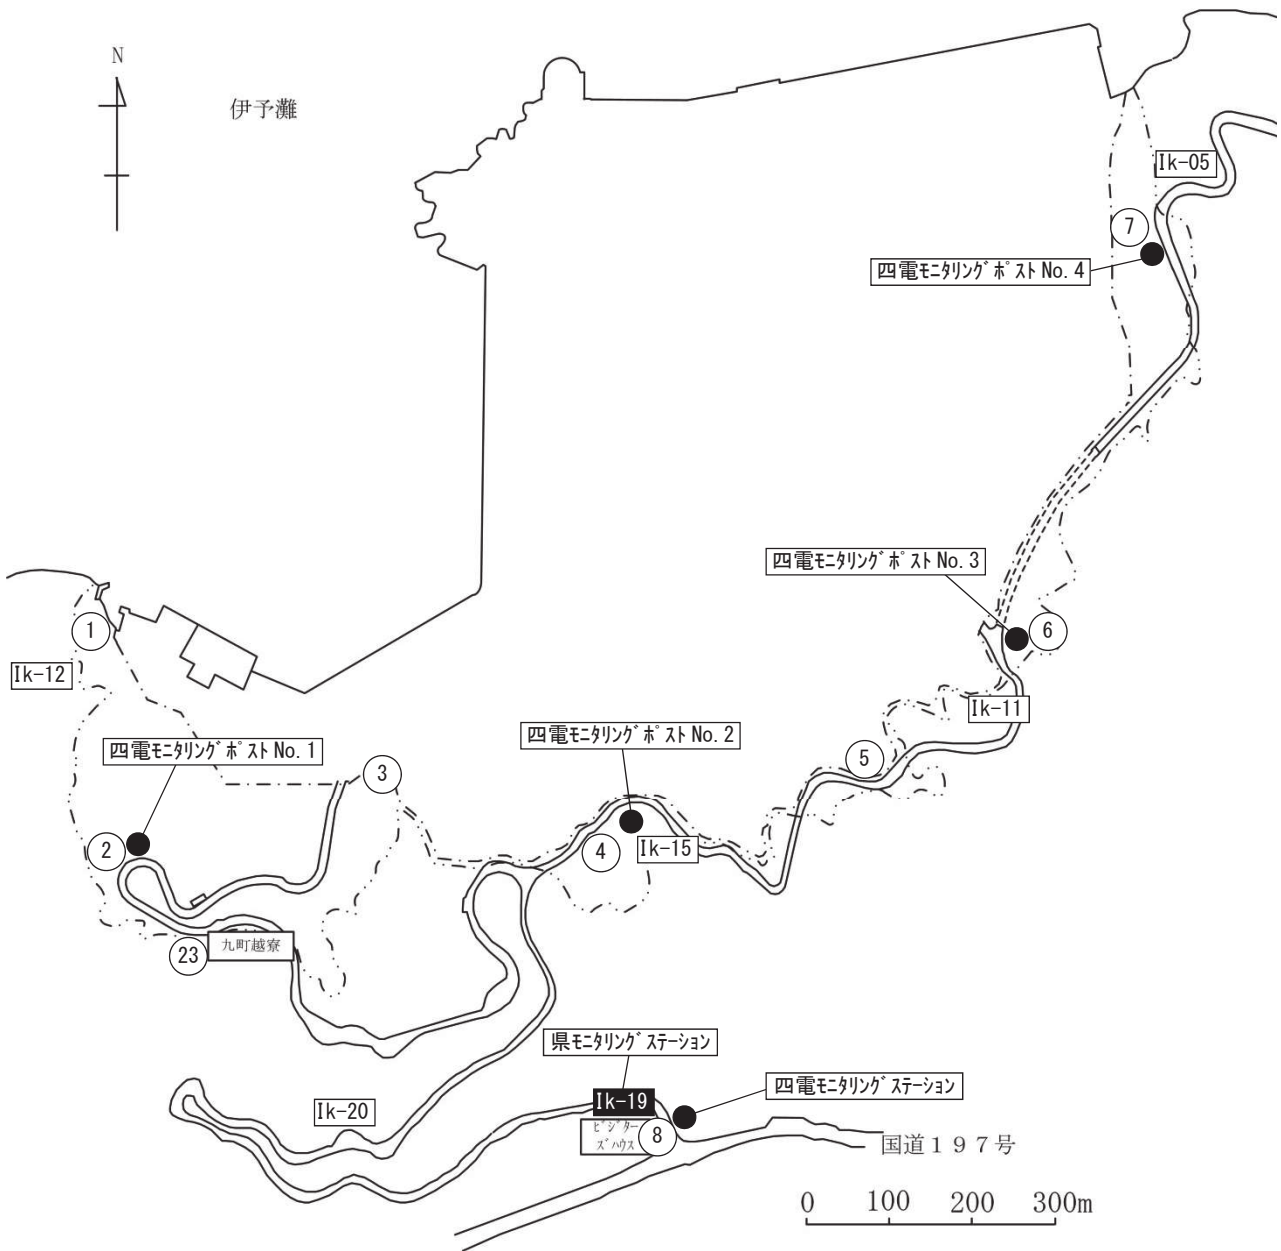 N
伊予灘
Ik-05
7
四電モニタリングポスト No. 4
四電モニタリングポスト No. 3
1
6
Ik-12
Ik-11
四電モニタリングポスト No. 1
四電モニタリングポスト No. 2
3
5
2
4
Ik-15
23
九町越寮
県モニタリングステーション
四電モニタリングステーション
Ik-20
Ik-19
ビジター
ズハウス
8
国道１９７号
0 100 200 300m